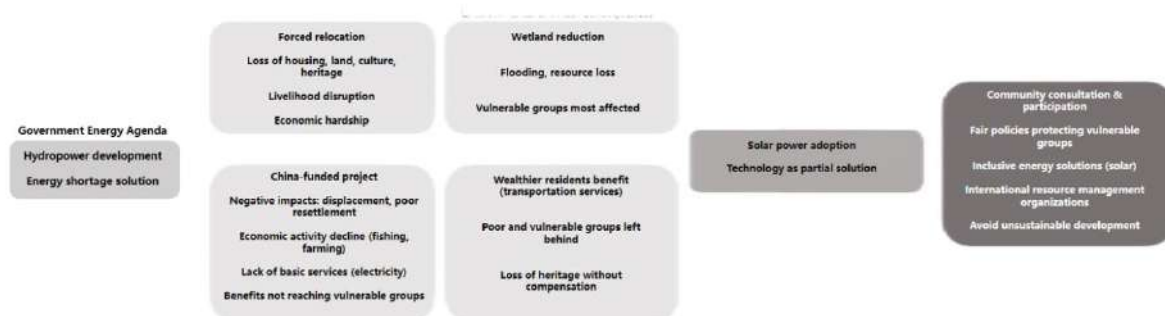 Government Energy Agenda
Hydropower development
Energy shortage solution
Forced relocation
Loss of housing, land, culture,
heritage
Livelihood disruption
Economic hardship
China-funded project
Negative impacts: displacement, poor
resettlement
Economic activity decline (fishing,
farming)
Lack of basic services (electricity)
Benefits not reaching vulnerable groups
Wetland reduction
Flooding, resource loss
Vulnerable groups most affected
Wealthier residents benefit
(transportation services)
Poor and vulnerable groups left
behind
Loss of heritage without
compensation
Solar power adoption
Technology as partial solution
Community consultation &
participation
Fair policies protecting vulnerable
groups
Inclusive energy solutions (solar)
International resource management
organizations
Avoid unsustainable development